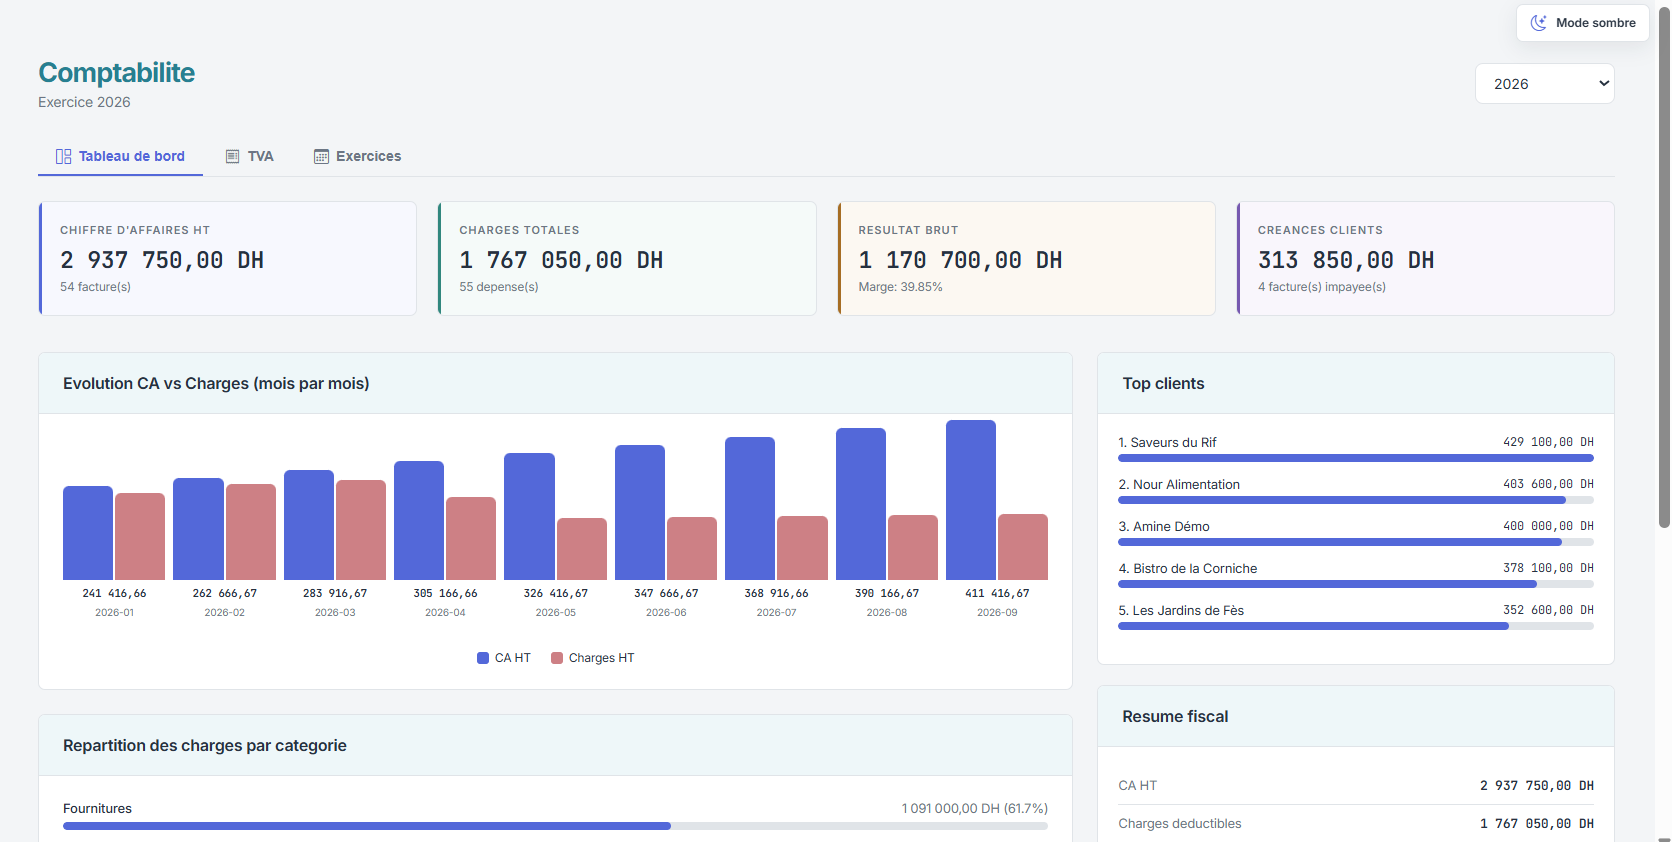 Mode sombre
Comptabilite
Exercice 2026
2026
Tableau de bord
TVA
Exercices
CHIFFRE D'AFFAIRES HT
2 937 750,00 DH
54 facture(s)
CHARGES TOTALES
1 767 050,00 DH
55 depense(s)
RESULTAT BRUT
1 170 700,00 DH
Marge: 39.85%
CREANCES CLIENTS
313 850,00 DH
4 facture(s) impayee(s)
Evolution CA vs Charges (mois par mois)
241 416,66 262 666,67 283 916,67 305 166,66 326 416,67 347 666,67 368 916,66 390 166,67 411 416,67
2026-01 2026-02 2026-03 2026-04 2026-05 2026-06 2026-07 2026-08 2026-09
CA HT Charges HT
Top clients
1. Saveurs du Rif 429 100,00 DH
2. Nour Alimentation 403 600,00 DH
3. Amine Démo 400 000,00 DH
4. Bistro de la Corniche 378 100,00 DH
5. Les Jardins de Fès 352 600,00 DH
Repartition des charges par categorie
Fournitures 1 091 000,00 DH (61.7%)
Resume fiscal
CA HT 2 937 750,00 DH
Charges deductibles 1 767 050,00 DH